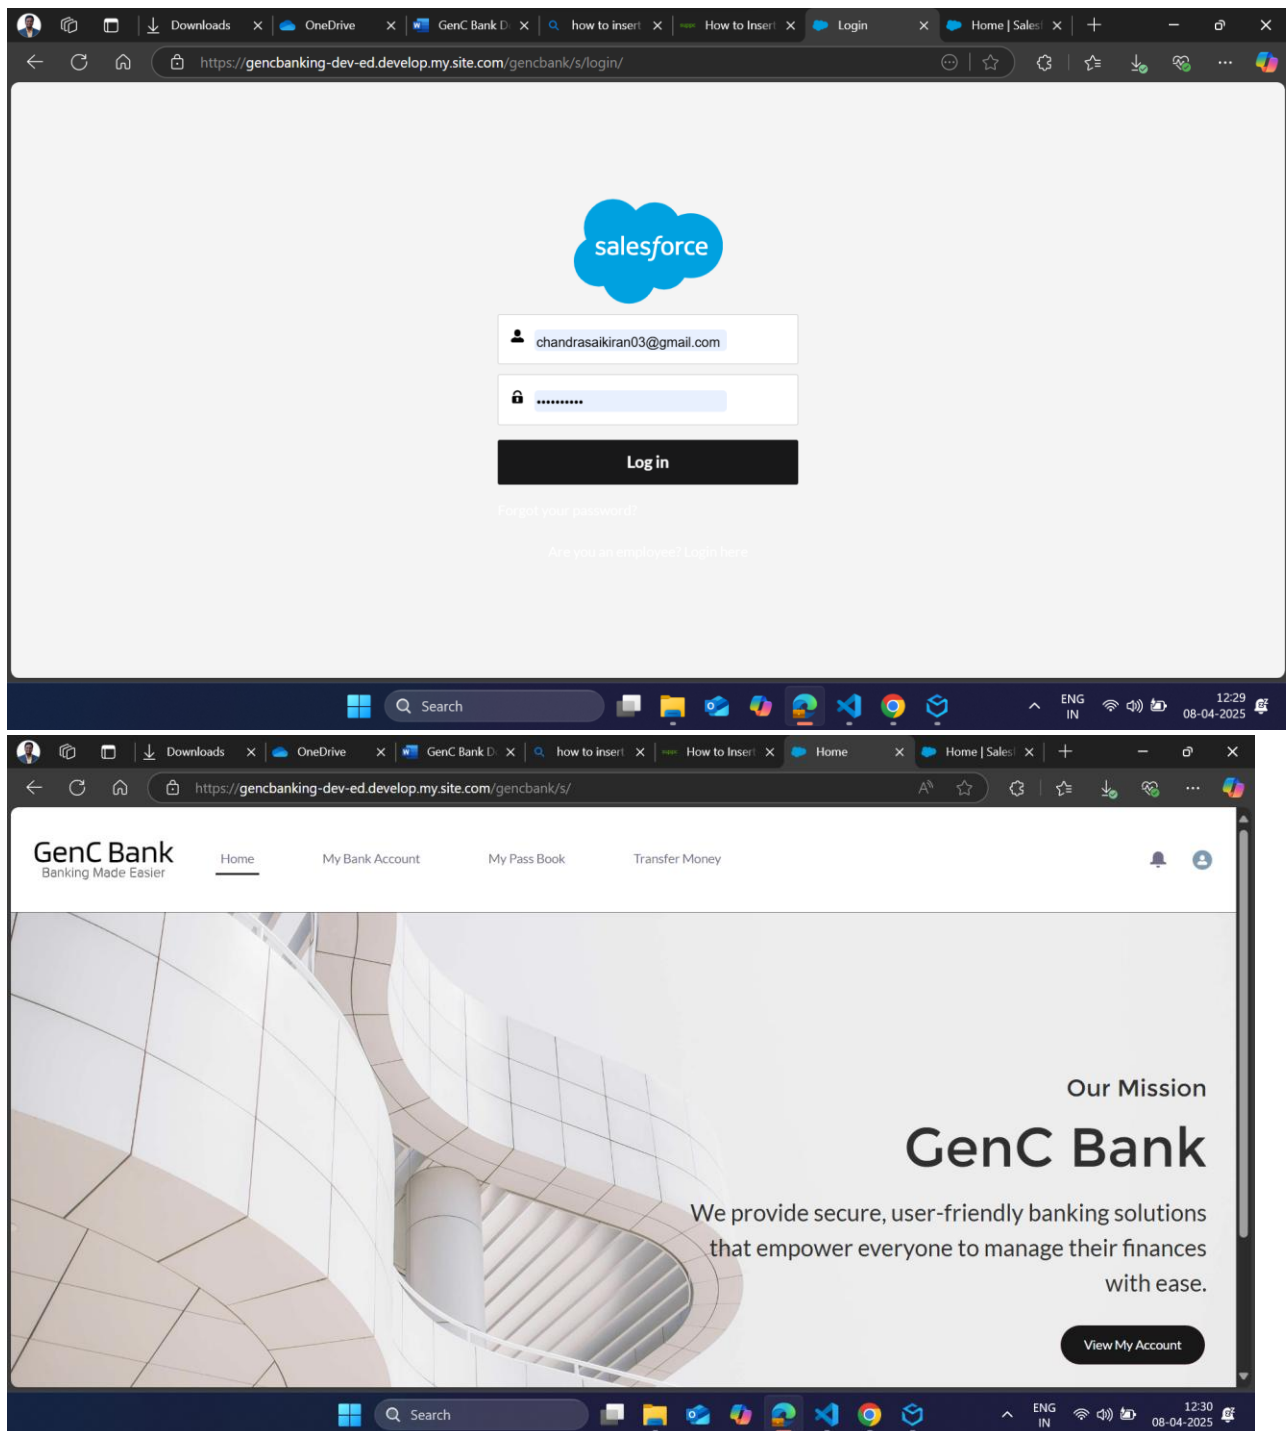 Downloads
OneDrive
GenC Bank D
how to insert
How to Insert
Login
Home | Sales
https://gencbanking-dev-ed.develop.my.site.com/gencbank/s/login/
salesforce
chandrasaikiran03@gmail.com
••••••••••
Log in
Forgot your password?
Are you an employee? Login here
Search
ENG
IN
12:29
08-04-2025
Downloads
OneDrive
GenC Bank D
how to insert
How to Insert
Home
Home | Sales
https://gencbanking-dev-ed.develop.my.site.com/gencbank/s/
GenC Bank
Banking Made Easier
Home
My Bank Account
My Pass Book
Transfer Money
Our Mission
GenC Bank
We provide secure, user-friendly banking solutions
that empower everyone to manage their finances
with ease.
View My Account
Search
ENG
IN
12:30
08-04-2025